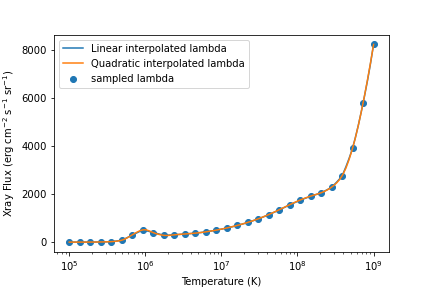 Linear interpolated lambda
Quadratic interpolated lambda
sampled lambda
8000
6000
4000
2000
0
Xray Flux (erg cm⁻² s⁻¹ sr⁻¹)
10⁵
10⁶
10⁷
10⁸
10⁹
Temperature (K)